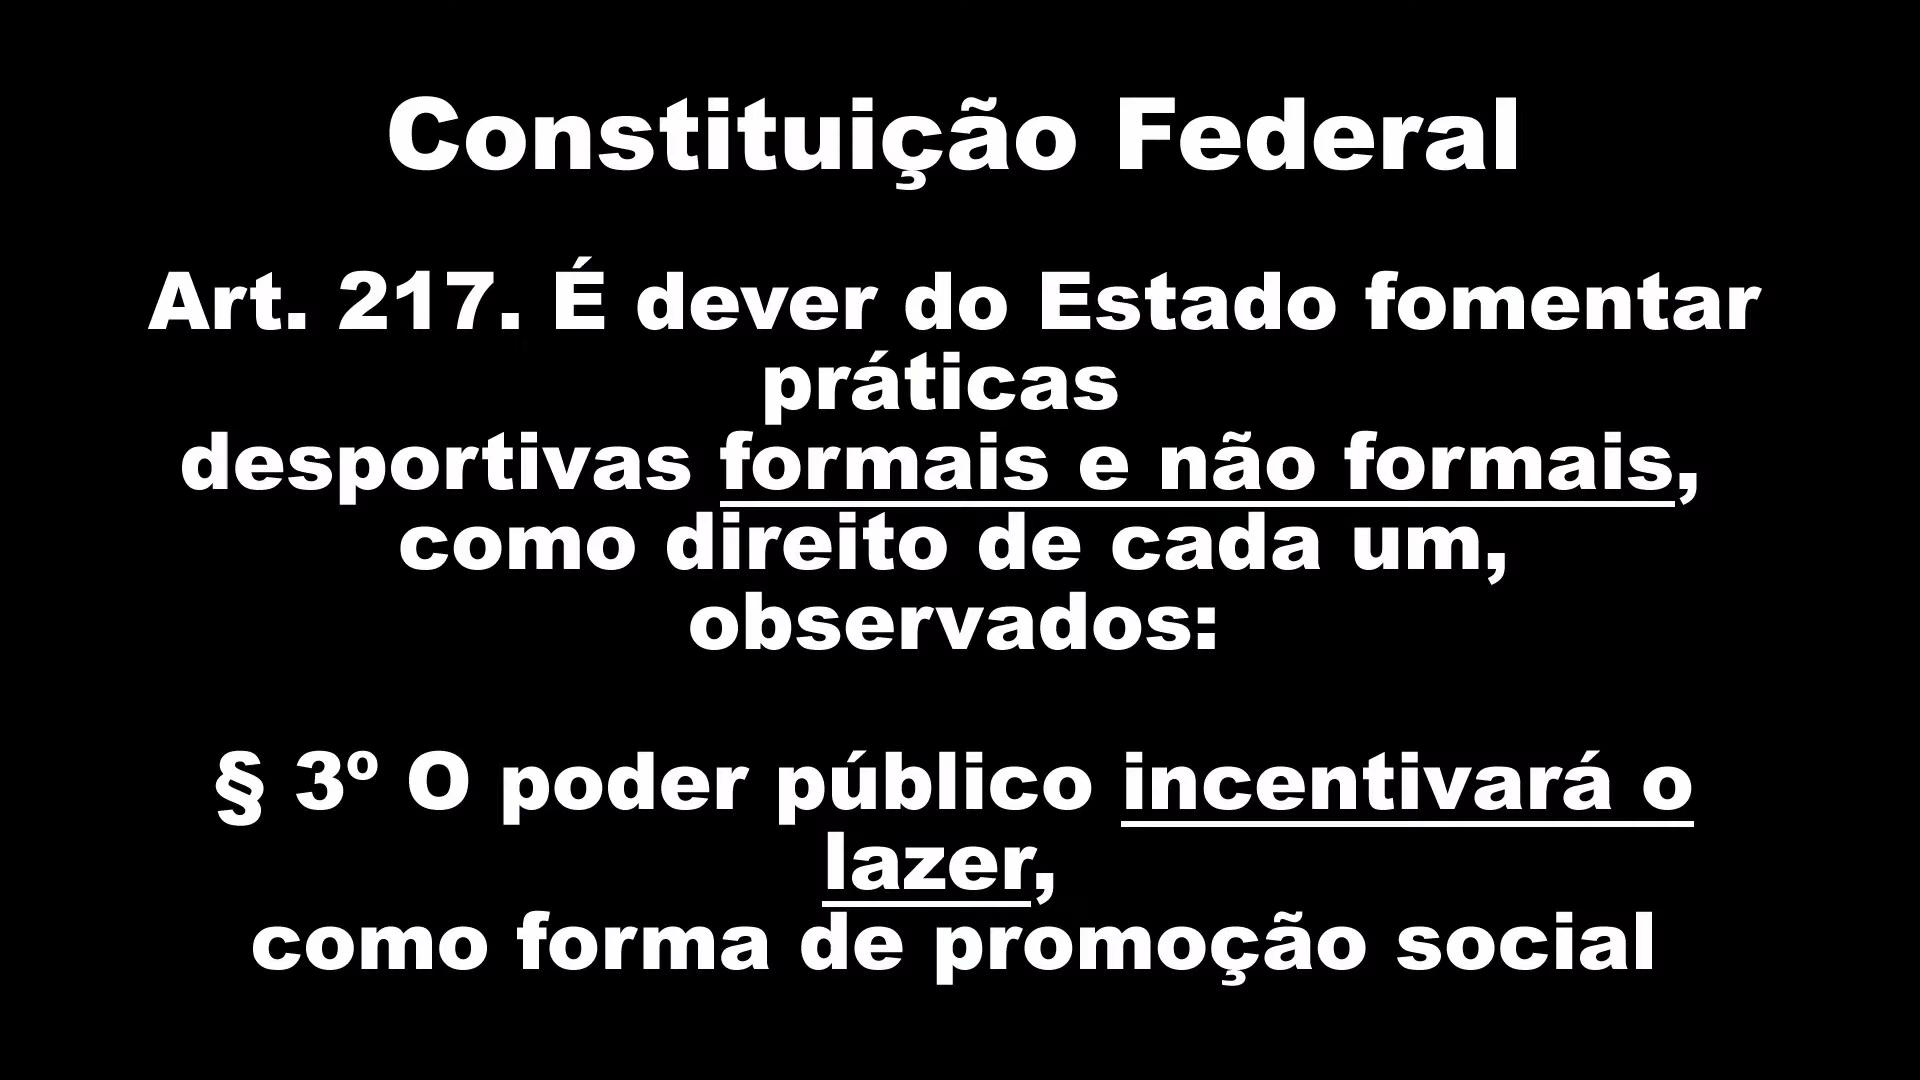 Constituição Federal
Art. 217. É dever do Estado fomentar
práticas
desportivas formais e não formais,
como direito de cada um,
observados:
§ 3º O poder público incentivará o
lazer,
como forma de promoção social